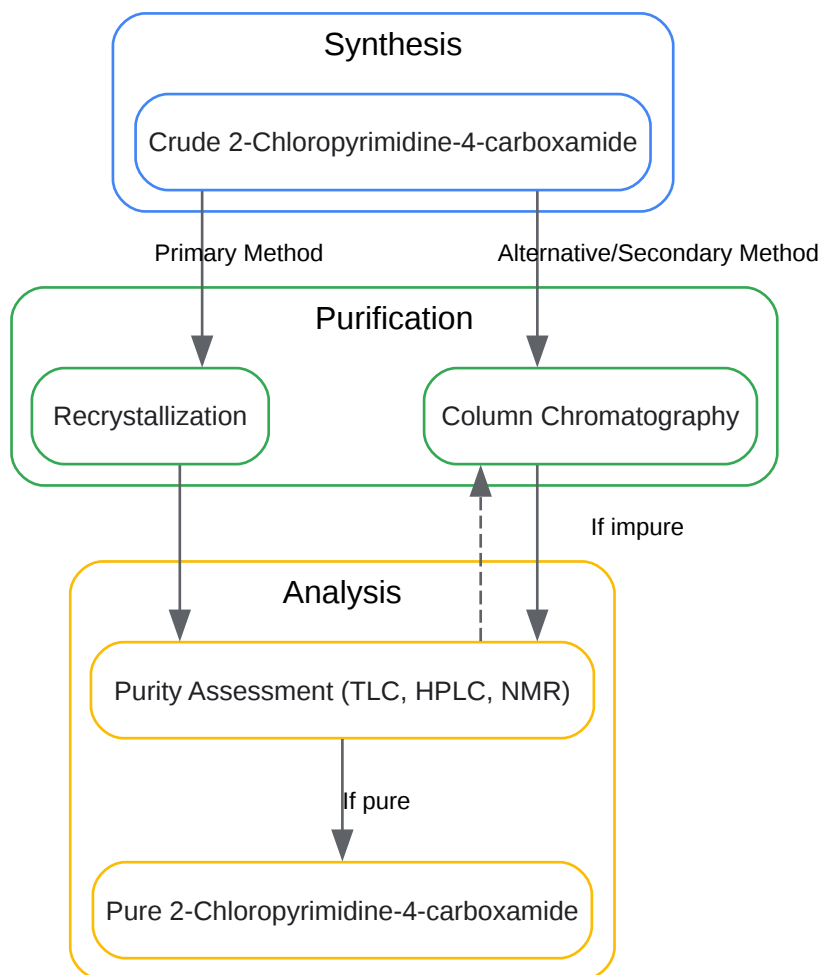 Synthesis
Crude 2-Chloropyrimidine-4-carboxamide
Primary Method
Alternative/Secondary Method
Purification
Recrystallization
Column Chromatography
If impure
Analysis
Purity Assessment (TLC, HPLC, NMR)
If pure
Pure 2-Chloropyrimidine-4-carboxamide